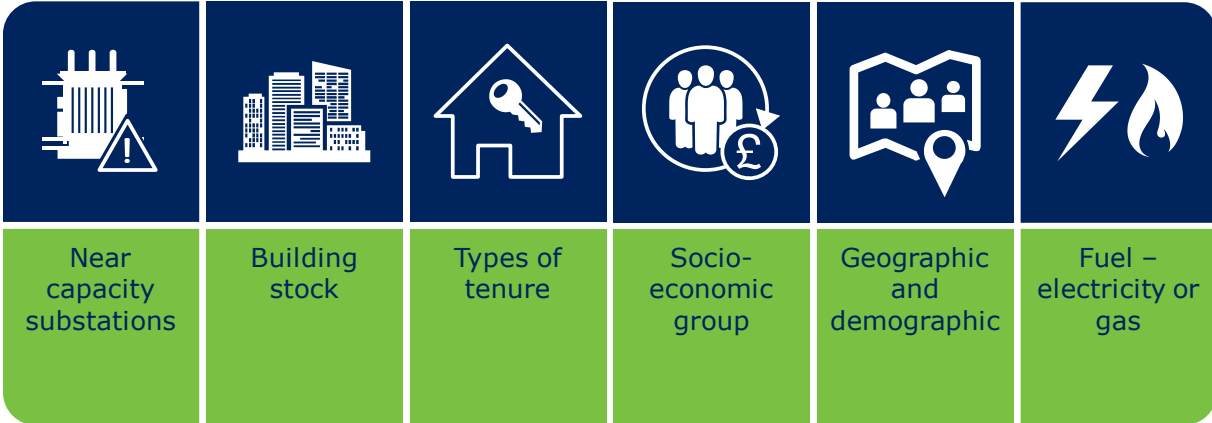 !
£
Near
capacity
substations
Building
stock
Types of
tenure
Socio-
economic
group
Geographic
and
demographic
Fuel –
electricity or
gas